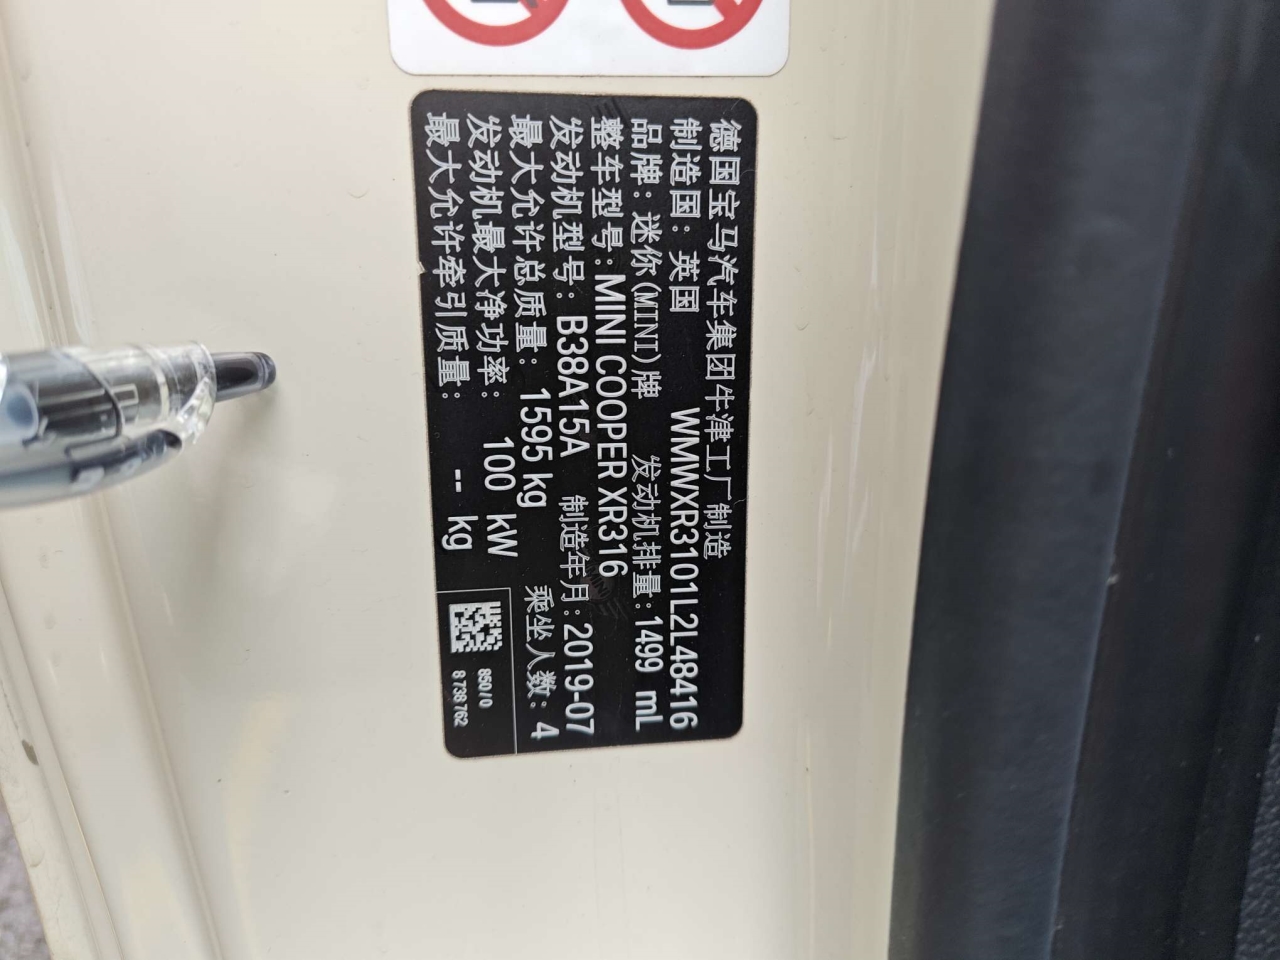 德国宝马汽车集团牛津工厂制造
制造国: 英国 WMWXR3101L2L48416
品牌: 迷你(MINI)牌 发动机排量: 1499 mL
整车型号: MINI COOPER XR316
发动机型号: B38A15A 制造年月: 2019-07
最大允许总质量: 1595 kg 乘坐人数: 4
发动机最大净功率: 100 kW
最大允许牵引质量: -- kg
850/0
8 738 762